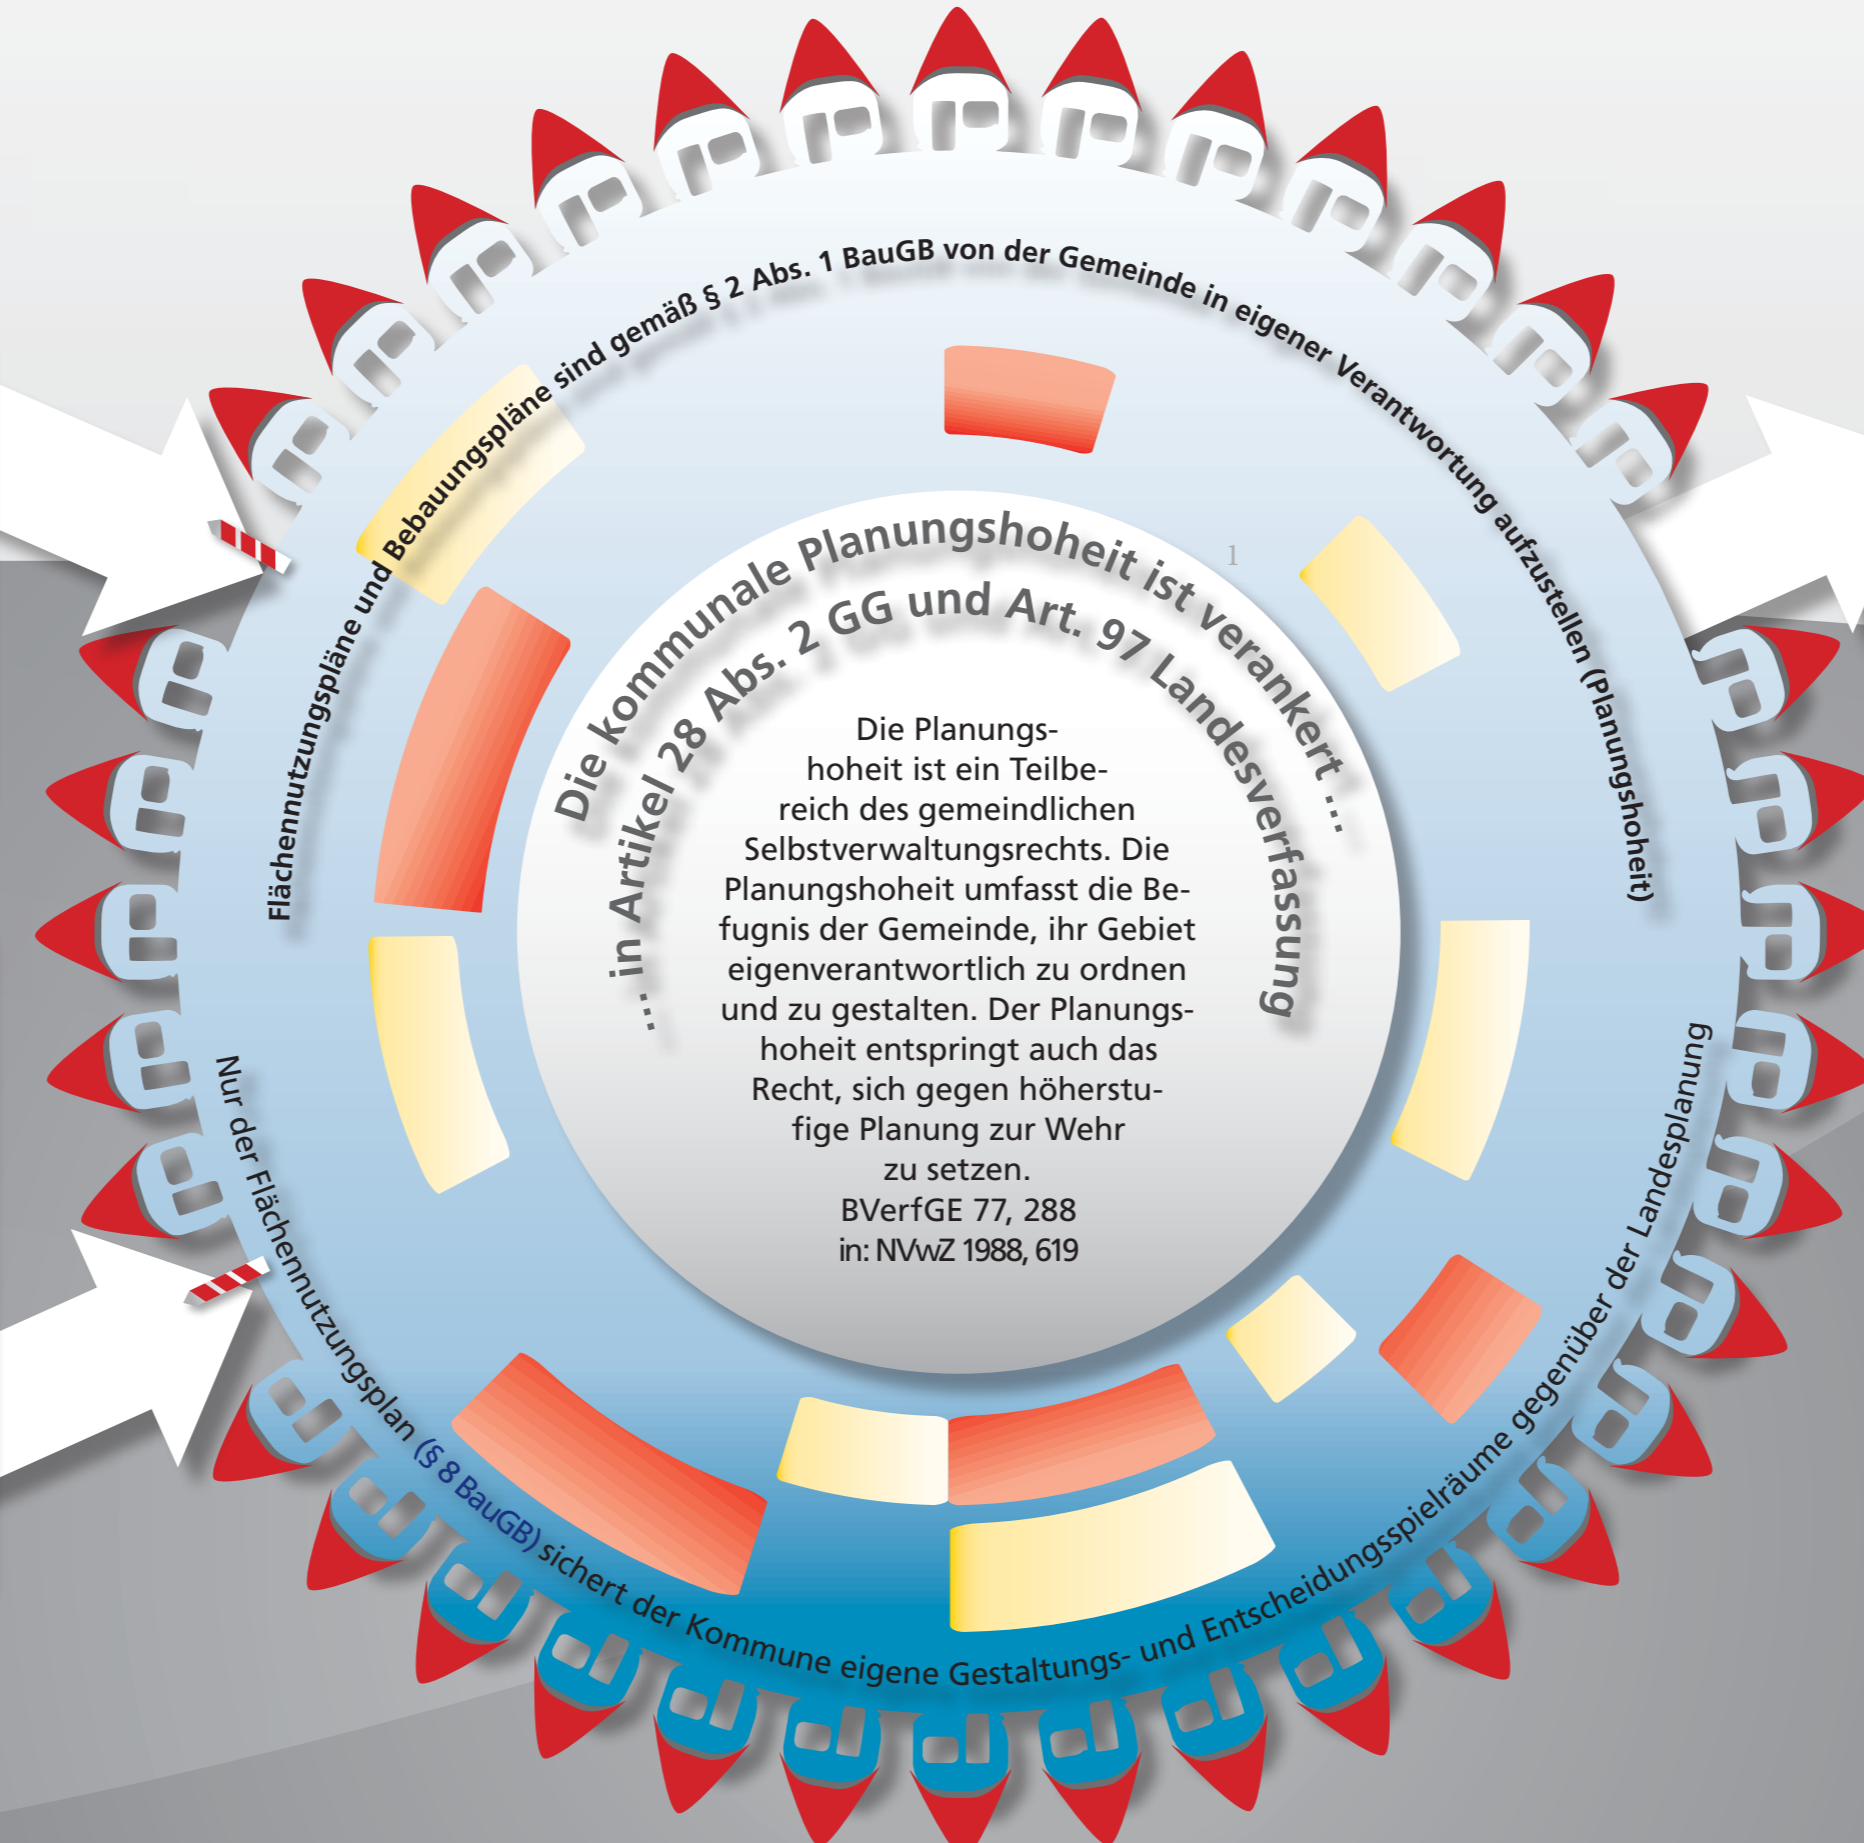 Flächennutzungspläne und Bebauungspläne sind gemäß § 2 Abs. 1 BauGB von der Gemeinde in eigener Verantwortung aufzustellen (Planungshoheit)
Die kommunale Planungshoheit ist verankert ...
1
... in Artikel 28 Abs. 2 GG und Art. 97 Landesverfassung
Die Planungs-
hoheit ist ein Teilbe-
reich des gemeindlichen
Selbstverwaltungsrechts. Die
Planungshoheit umfasst die Be-
fugnis der Gemeinde, ihr Gebiet
eigenverantwortlich zu ordnen
und zu gestalten. Der Planungs-
hoheit entspringt auch das
Recht, sich gegen höherstu-
fige Planung zur Wehr
zu setzen.
BVerfGE 77, 288
in: NVwZ 1988, 619
Nur der Flächennutzungsplan (§ 8 BauGB) sichert der Kommune eigene Gestaltungs- und Entscheidungsspielräume gegenüber der Landesplanung